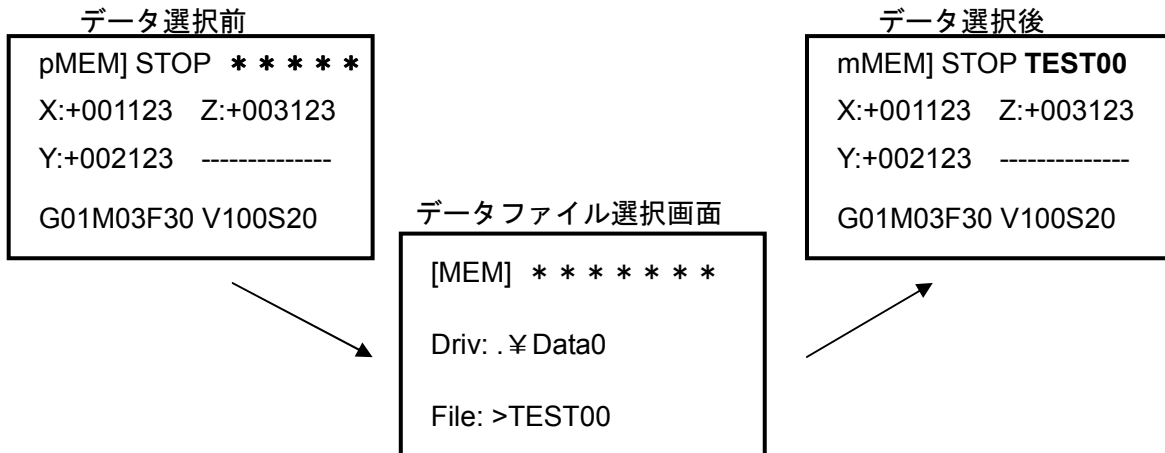 データ選択前
pMEM] STOP ＊＊＊＊＊
X:+001123 Z:+003123
Y:+002123 --------------
G01M03F30 V100S20
データファイル選択画面
[MEM] ＊＊＊＊＊＊＊
Driv: .￥Data0
File: >TEST00
データ選択後
mMEM] STOP TEST00
X:+001123 Z:+003123
Y:+002123 --------------
G01M03F30 V100S20